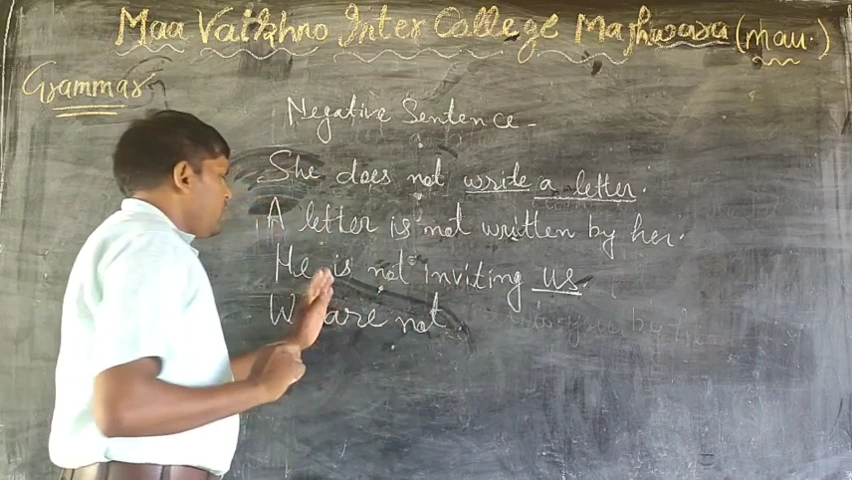 Maa Vaishno Inter College Majhwara (Mau.)
Grammar
Negative Sentence -
She does not write a letter.
A letter is not written by her.
He is not inviting us.
We are not